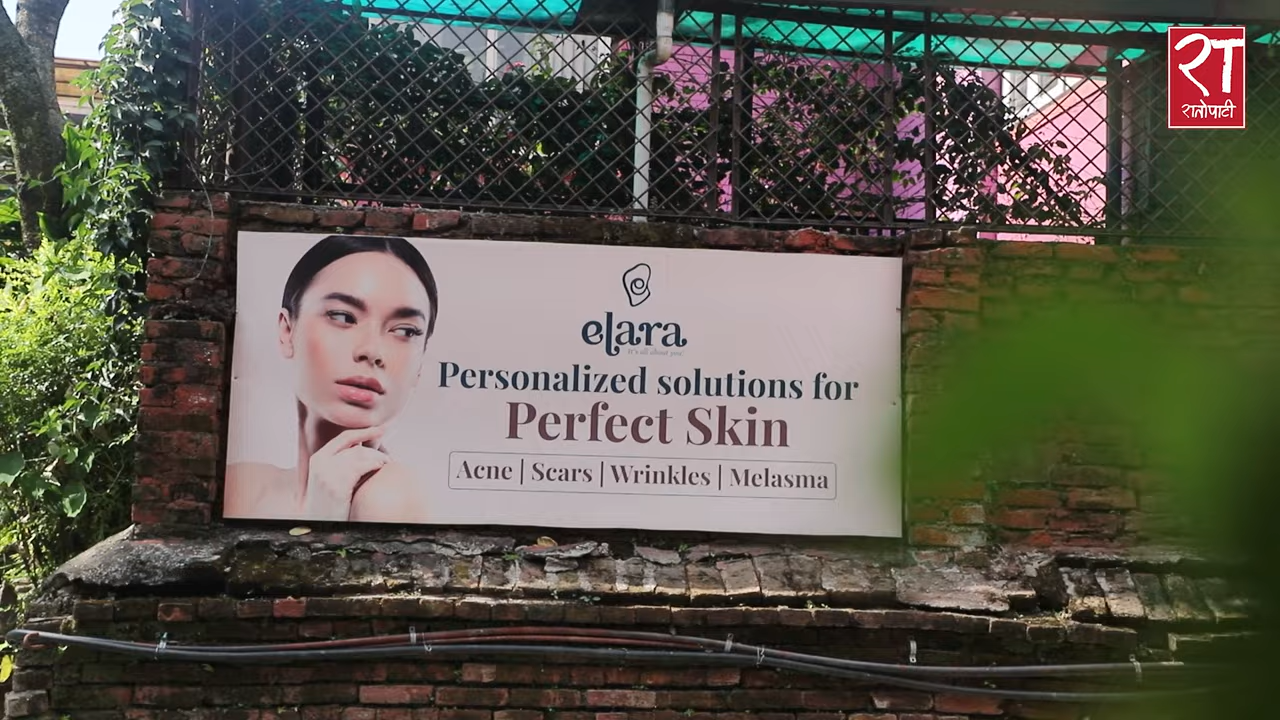 रा
रातोपाटी
elara
It's all about you!
Personalized solutions for
Perfect Skin
Acne | Scars | Wrinkles | Melasma